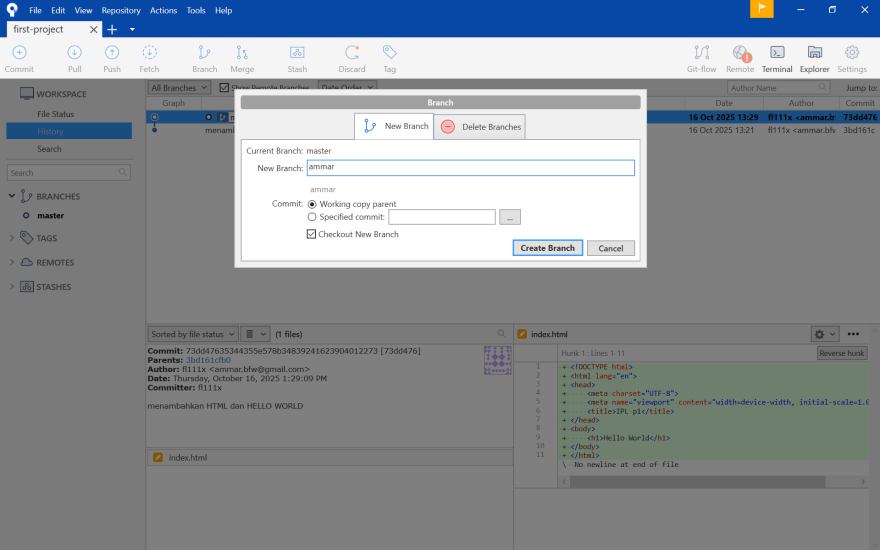 File Edit View Repository Actions Tools Help
first-project
Commit Pull Push Fetch Branch Merge Stash Discard Tag Git-flow Remote Terminal Explorer Settings
WORKSPACE
File Status
History
Search
Search
BRANCHES
master
TAGS
REMOTES
STASHES
All Branches Show Remote Branches Date Order Author Name Jump to:
Graph Date Author Commit
16 Oct 2025 13:29 fl111x <ammar.bf 73dd476
menaml 16 Oct 2025 13:21 fl111x <ammar.bfw 3bd161c
Branch
New Branch Delete Branches
Current Branch: master
New Branch: ammar
ammar
Commit: Working copy parent
Specified commit: ...
Checkout New Branch
Create Branch Cancel
Sorted by file status (1 files)
Commit: 73dd47635344355e578b34839241623904012273 [73dd476]
Parents: 3bd161cfb0
Author: fl111x <ammar.bfw@gmail.com>
Date: Thursday, October 16, 2025 1:29:09 PM
Committer: fl111x
menambahkan HTML dan HELLO WORLD
index.html
index.html
Hunk 1 : Lines 1-11 Reverse hunk
1 + <!DOCTYPE html>
2 + <html lang="en">
3 + <head>
4 + <meta charset="UTF-8">
5 + <meta name="viewport" content="width=device-width, initial-scale=1.0
6 + <title>IPL p1</title>
7 + </head>
8 + <body>
9 + <h1>Hello World</h1>
10 + </body>
11 + </html>
\ No newline at end of file